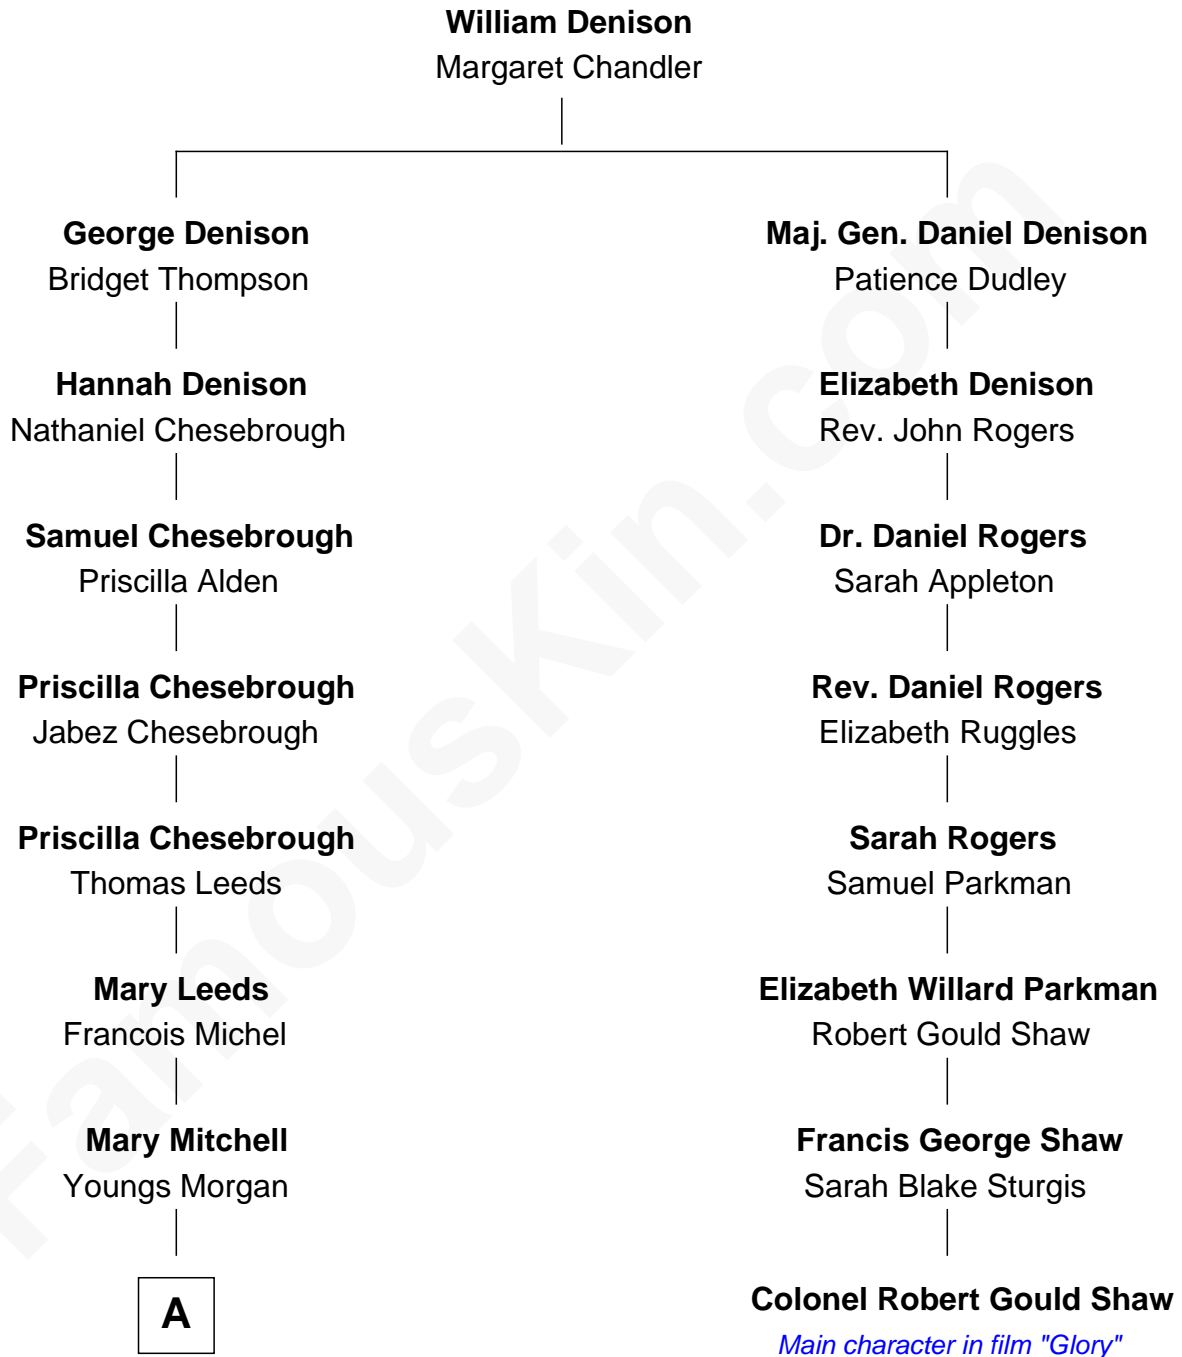 William Denison
Margaret Chandler
George Denison
Bridget Thompson
Hannah Denison
Nathaniel Chesebrough
Samuel Chesebrough
Priscilla Alden
Priscilla Chesebrough
Jabez Chesebrough
Priscilla Chesebrough
Thomas Leeds
Mary Leeds
Francois Michel
Mary Mitchell
Youngs Morgan
A
Maj. Gen. Daniel Denison
Patience Dudley
Elizabeth Denison
Rev. John Rogers
Dr. Daniel Rogers
Sarah Appleton
Rev. Daniel Rogers
Elizabeth Ruggles
Sarah Rogers
Samuel Parkman
Elizabeth Willard Parkman
Robert Gould Shaw
Francis George Shaw
Sarah Blake Sturgis
Colonel Robert Gould Shaw
Main character in film "Glory"
FamousKin.com